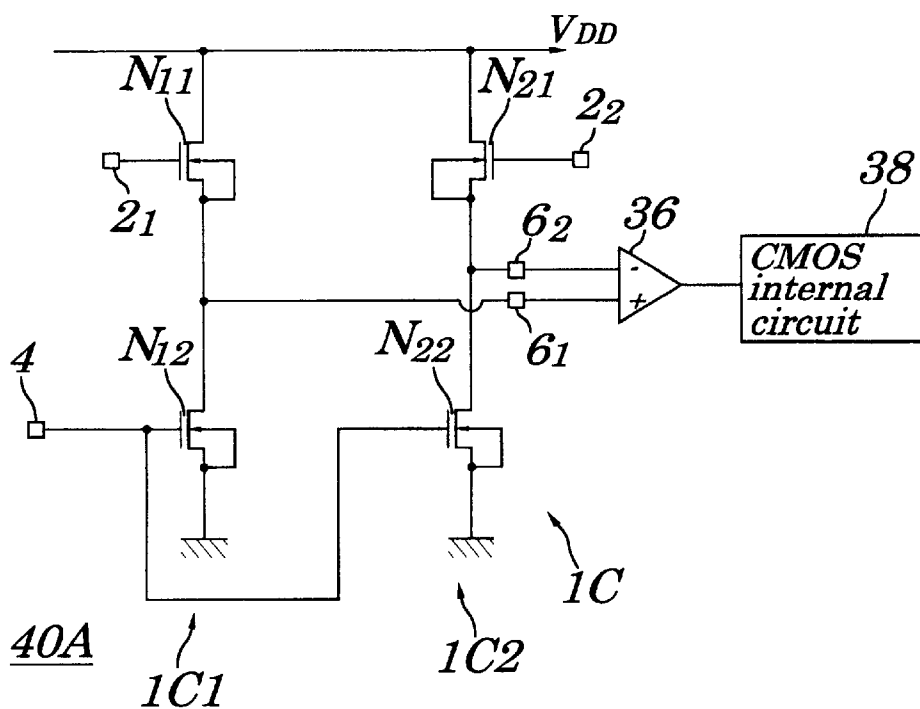 VDD
N11
N21
21
22
62
36
38
-
+
CMOS
internal
circuit
61
N12
N22
4
1C
40A
1C1
1C2